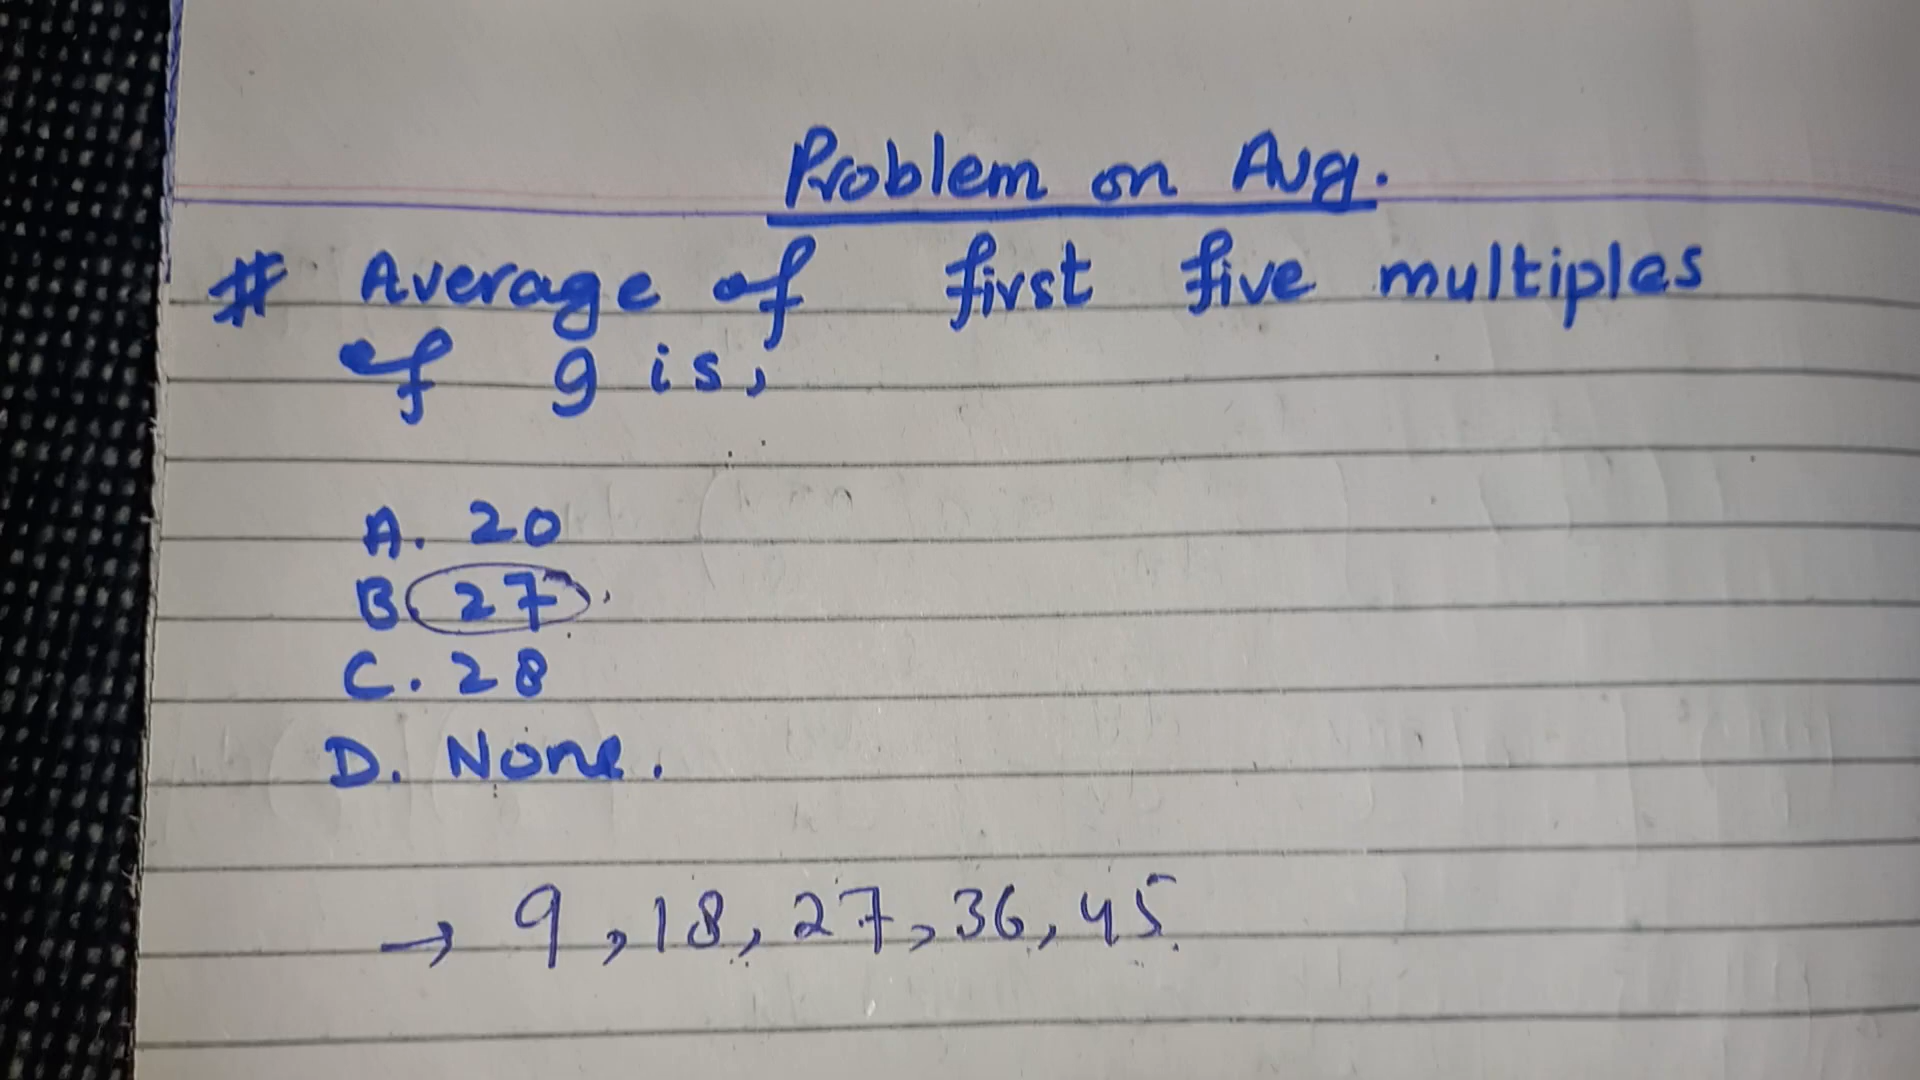 Problem on Avg.
# Average of first five multiples
of 9 is,
A. 20
B 27.
C. 28
D. None.
→ 9, 18, 27, 36, 45.